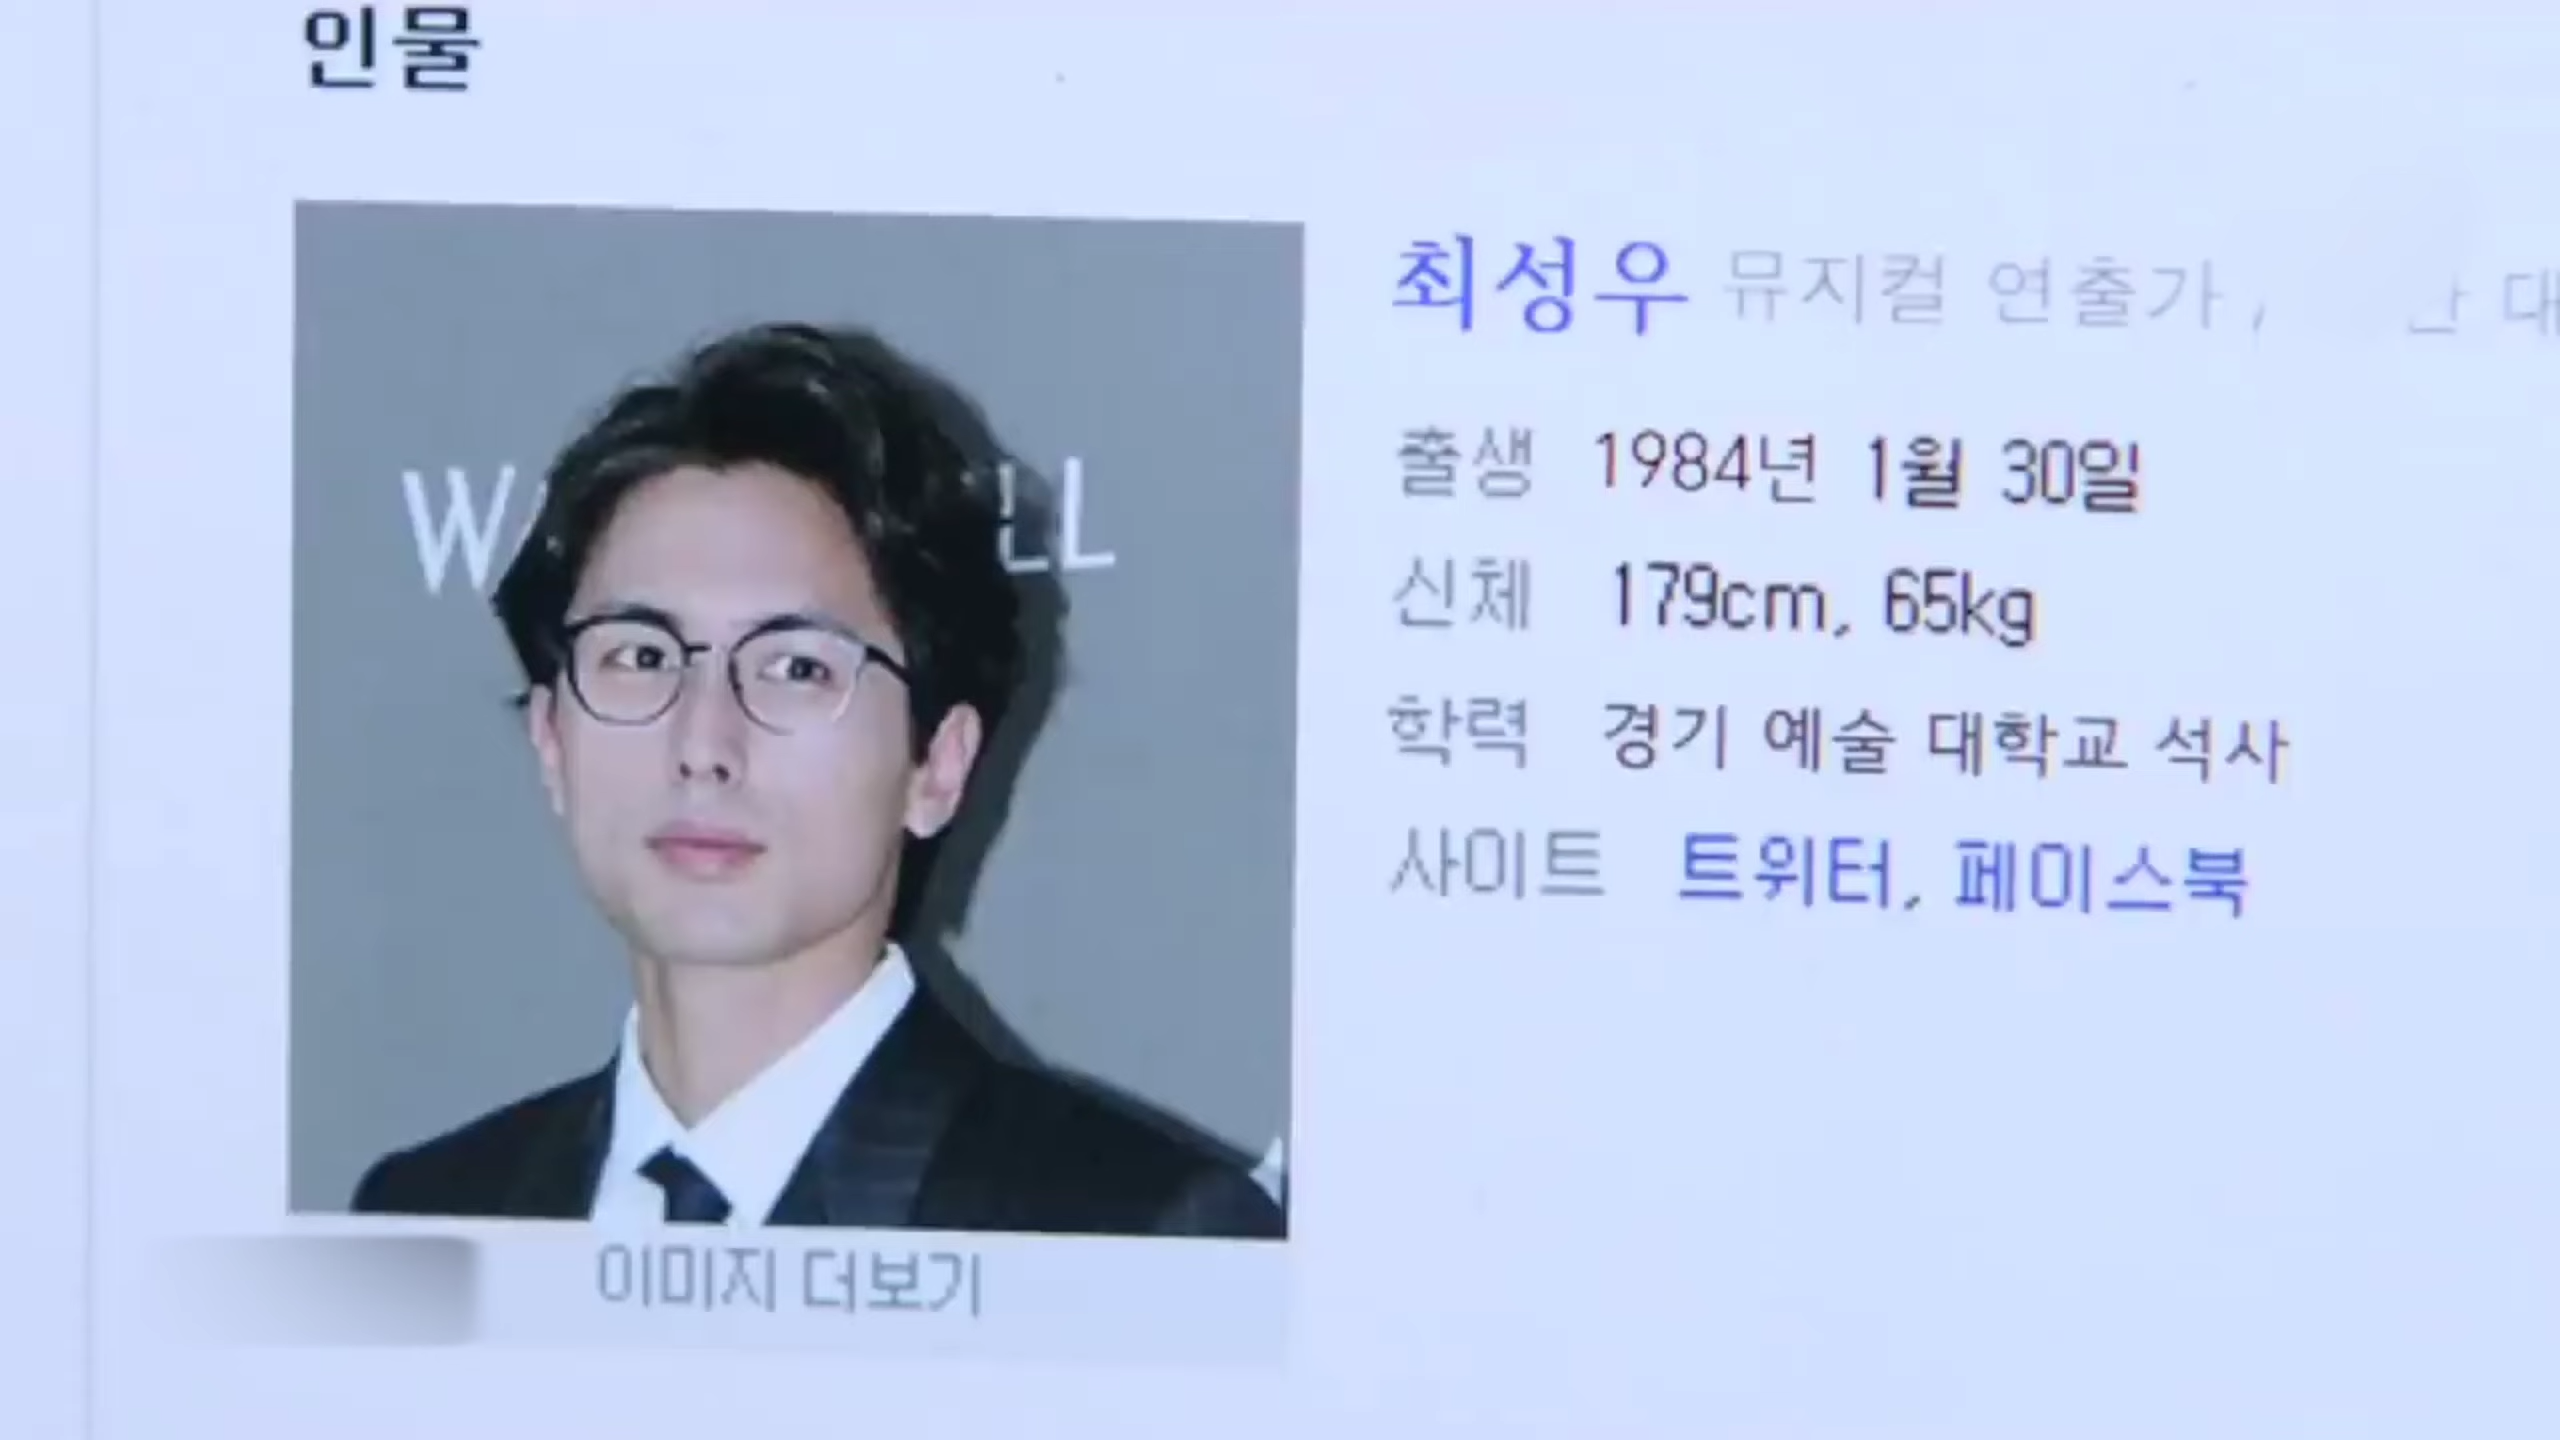 인물
최성우 뮤지컬 연출가,
출생 1984년 1월 30일
신체 179cm, 65kg
학력 경기 예술 대학교 석사
사이트 트위터, 페이스북
이미지 더보기